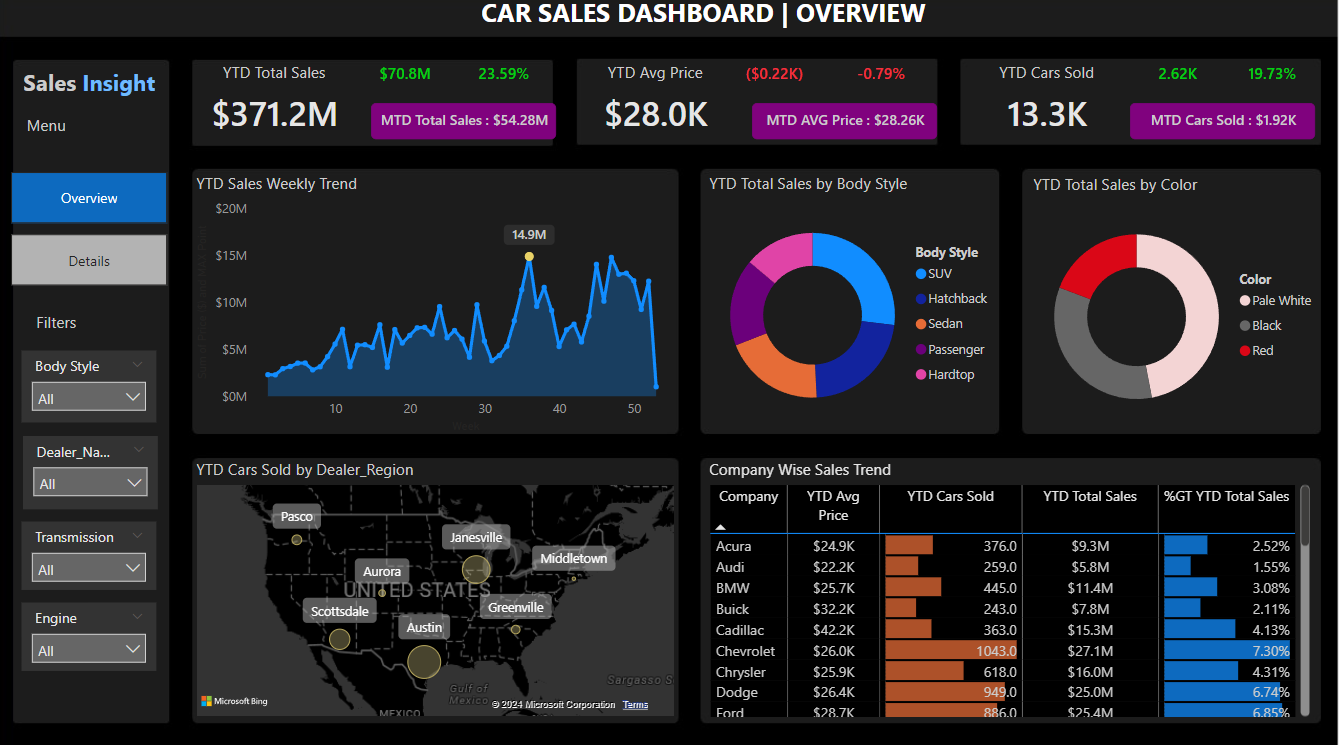 CAR SALES DASHBOARD | OVERVIEW
Sales Insight
Menu
Overview
Details
Filters
Body Style
All
Dealer_Na...
All
Transmission
All
Engine
All
YTD Total Sales
$70.8M
23.59%
$371.2M
MTD Total Sales : $54.28M
YTD Avg Price
($0.22K)
-0.79%
$28.0K
MTD AVG Price : $28.26K
YTD Cars Sold
2.62K
19.73%
13.3K
MTD Cars Sold : $1.92K
YTD Sales Weekly Trend
$20M
$15M
$10M
$5M
$0M
14.9M
10 20 30 40 50
Week
YTD Total Sales by Body Style
Body Style
SUV
Hatchback
Sedan
Passenger
Hardtop
YTD Total Sales by Color
Color
Pale White
Black
Red
YTD Cars Sold by Dealer_Region
Pasco
Janesville
Middletown
Aurora
UNITED STATES
Scottsdale
Greenville
Austin
Sargasso S
Gulf of
Mexico
MEXICO
Microsoft Bing
© 2024 Microsoft Corporation Terms
Company Wise Sales Trend
Company YTD Avg Price YTD Cars Sold YTD Total Sales %GT YTD Total Sales
Acura $24.9K 376.0 $9.3M 2.52%
Audi $22.2K 259.0 $5.8M 1.55%
BMW $25.7K 445.0 $11.4M 3.08%
Buick $32.2K 243.0 $7.8M 2.11%
Cadillac $42.2K 363.0 $15.3M 4.13%
Chevrolet $26.0K 1043.0 $27.1M 7.30%
Chrysler $25.9K 618.0 $16.0M 4.31%
Dodge $26.4K 949.0 $25.0M 6.74%
Ford $28.7K 886.0 $25.4M 6.85%